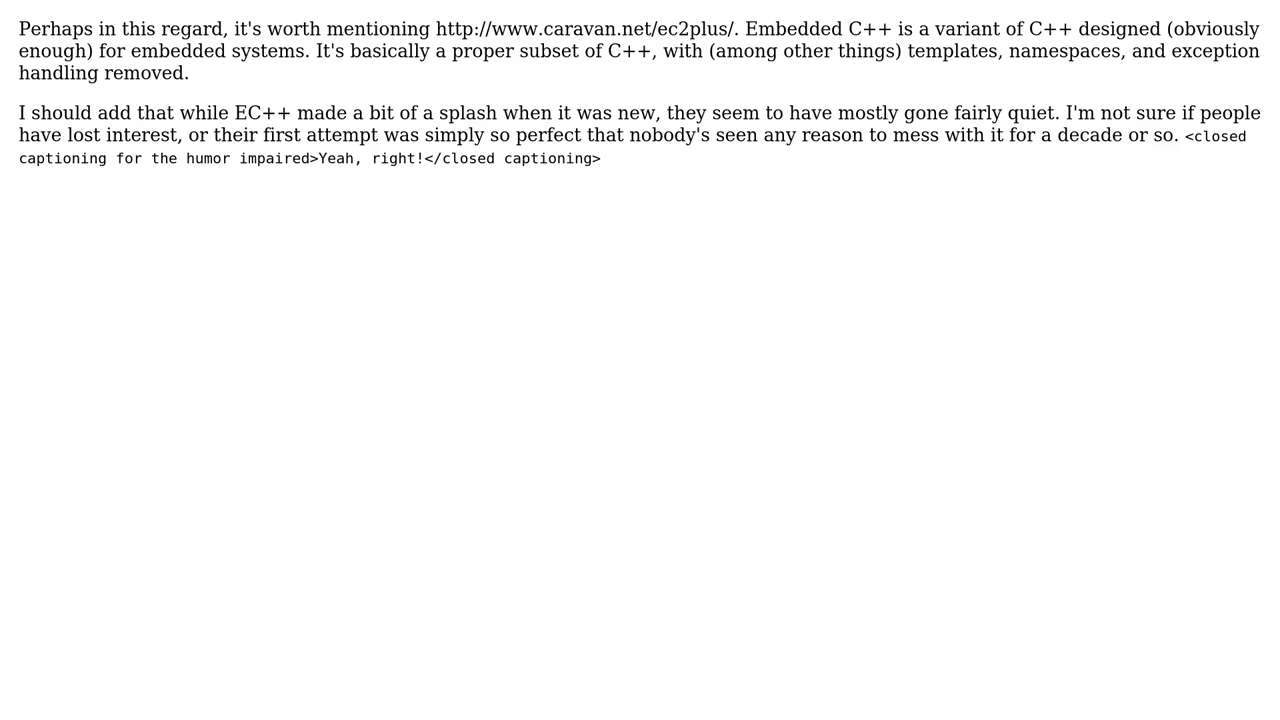 Perhaps in this regard, it's worth mentioning http://www.caravan.net/ec2plus/. Embedded C++ is a variant of C++ designed (obviously
enough) for embedded systems. It's basically a proper subset of C++, with (among other things) templates, namespaces, and exception
handling removed.
I should add that while EC++ made a bit of a splash when it was new, they seem to have mostly gone fairly quiet. I'm not sure if people
have lost interest, or their first attempt was simply so perfect that nobody's seen any reason to mess with it for a decade or so. <closed
captioning for the humor impaired>Yeah, right!</closed captioning>